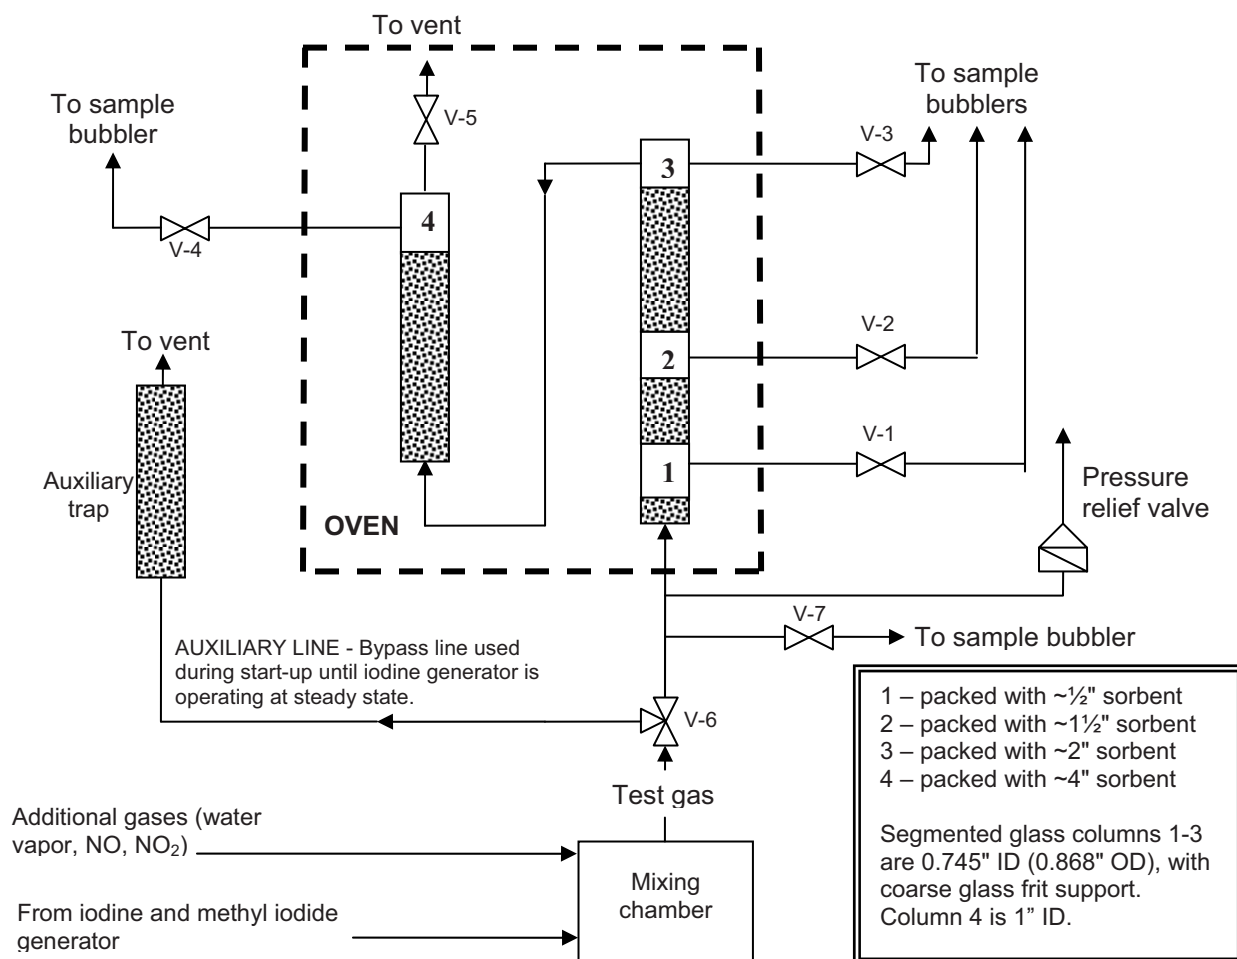 To vent
To sample
bubbler
V-5
V-4
4
To sample
bubblers
V-3
3
V-2
2
V-1
1
To vent
Auxiliary
trap
OVEN
Pressure
relief valve
V-7
To sample bubbler
AUXILIARY LINE - Bypass line used
during start-up until iodine generator is
operating at steady state.
V-6
Test gas
Additional gases (water
vapor, NO, NO₂)
From iodine and methyl iodide
generator
Mixing
chamber
1 – packed with ~½" sorbent
2 – packed with ~1½" sorbent
3 – packed with ~2" sorbent
4 – packed with ~4" sorbent
Segmented glass columns 1-3
are 0.745" ID (0.868" OD), with
coarse glass frit support.
Column 4 is 1” ID.